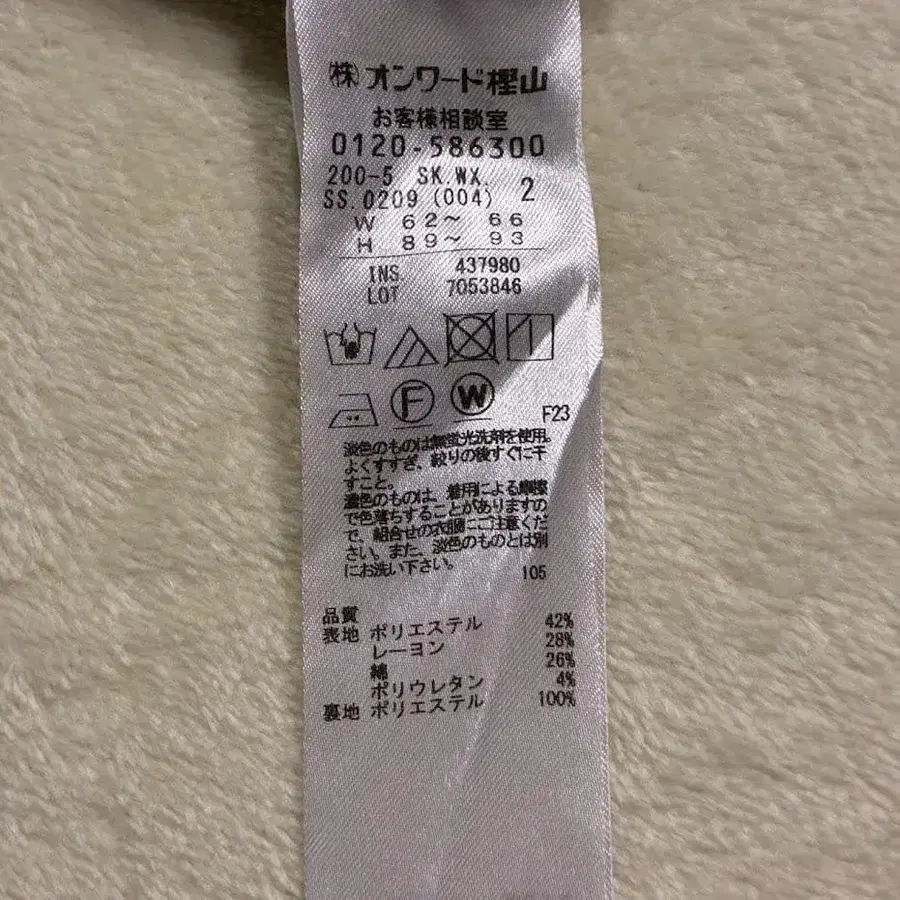 ㈱オンワード樫山
お客様相談室
0120-586300
200-5 SK.WX.
SS.0209 (004) 2
W 62～ 66
H 89～ 93
INS 437980
LOT 7053846
F W
F23
淡色のものは無蛍光洗剤を使用。
よくすすぎ、絞りの後すぐに干
すこと。
濃色のものは、着用による摩擦
で色落ちすることがありますの
で、組合せの衣服にご注意くだ
さい。また、淡色のものとは別
にお洗い下さい。
105
品質
表地 ポリエステル 42%
レーヨン 28%
綿 26%
ポリウレタン 4%
裏地 ポリエステル 100%